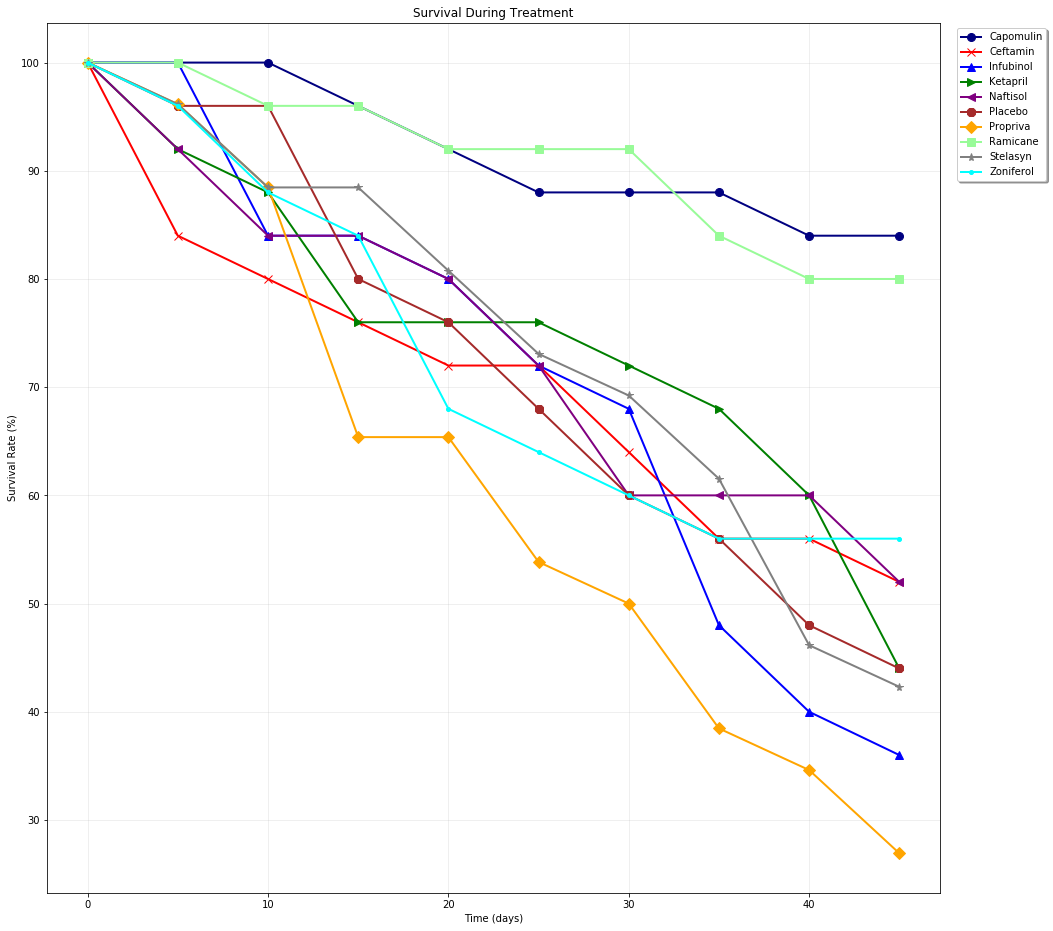 Survival During Treatment
Survival Rate (%)
100
90
80
70
60
50
40
30
0
10
20
30
40
Time (days)
Capomulin
Ceftamin
Infubinol
Ketapril
Naftisol
Placebo
Propriva
Ramicane
Stelasyn
Zoniferol